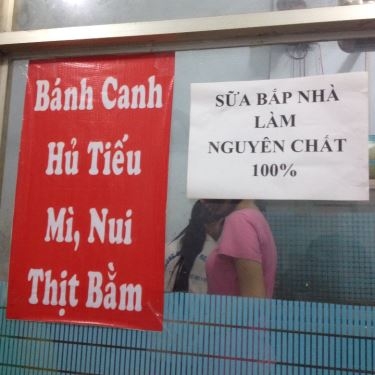 Bánh Canh
Hủ Tiếu
Mì, Nui
Thịt Bằm
SỮA BẮP NHÀ
LÀM
NGUYÊN CHẤT
100%